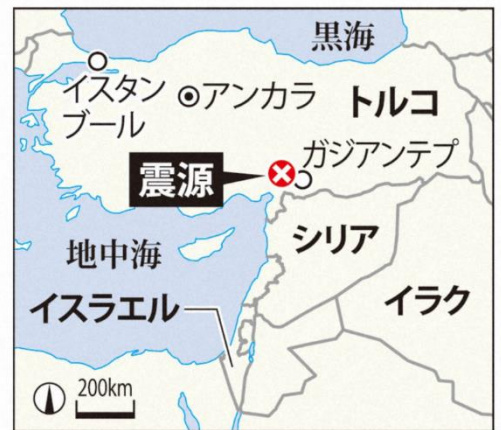 黒海
イスタン
ブール
アンカラ
トルコ
ガジアンテプ
震源
シリア
地中海
イスラエル
イラク
200km